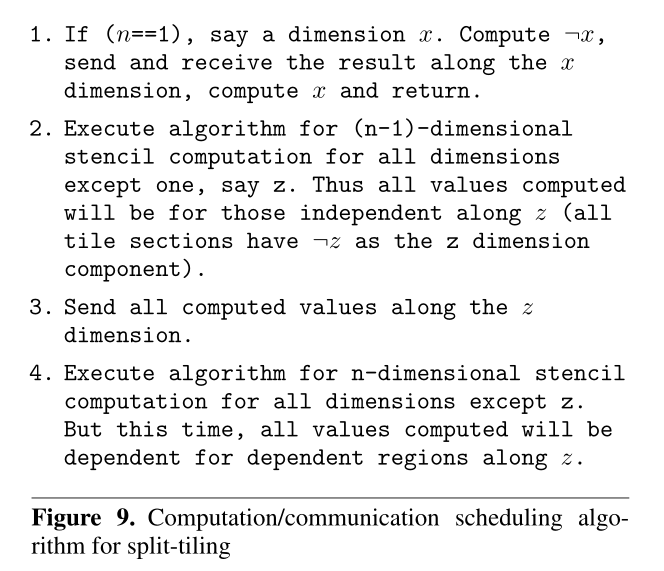 1. If (n==1), say a dimension x. Compute ¬x,
send and receive the result along the x
dimension, compute x and return.
2. Execute algorithm for (n-1)-dimensional
stencil computation for all dimensions
except one, say z. Thus all values computed
will be for those independent along z (all
tile sections have ¬z as the z dimension
component).
3. Send all computed values along the z
dimension.
4. Execute algorithm for n-dimensional stencil
computation for all dimensions except z.
But this time, all values computed will be
dependent for dependent regions along z.
Figure 9. Computation/communication scheduling algo-
rithm for split-tiling